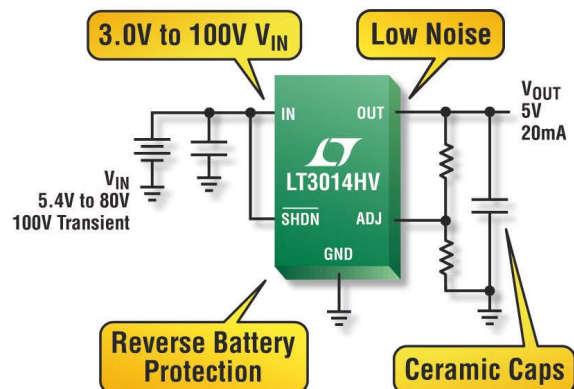 3.0V to 100V VIN
Low Noise
IN
OUT
VOUT
5V
20mA
LT3014HV
VIN
5.4V to 80V
100V Transient
SHDN
ADJ
GND
Reverse Battery
Protection
Ceramic Caps